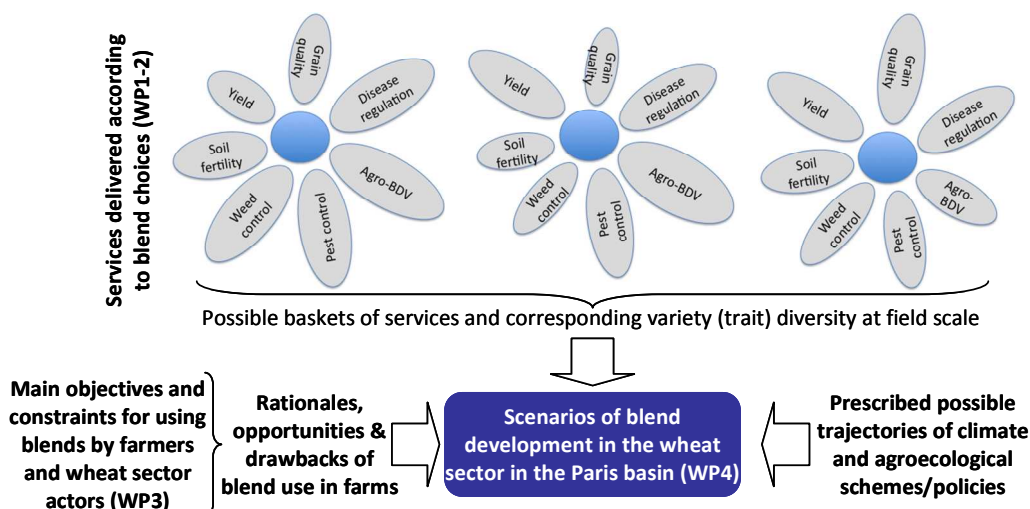 Services delivered according
to blend choices (WP1-2)
Grain
quality
Yield
Disease
regulation
Soil
fertility
Agro-BDV
Weed
control
Pest control
Grain
quality
Yield
Disease
regulation
Soil
fertility
Agro-BDV
Weed
control
Pest
control
Grain
quality
Yield
Disease
regulation
Soil
fertility
Agro-
BDV
Weed
control
Pest
control
Possible baskets of services and corresponding variety (trait) diversity at field scale
Main objectives and
constraints for using
blends by farmers
and wheat sector
actors (WP3)
Rationales,
opportunities &
drawbacks of
blend use in farms
Scenarios of blend
development in the wheat
sector in the Paris basin (WP4)
Prescribed possible
trajectories of climate
and agroecological
schemes/policies